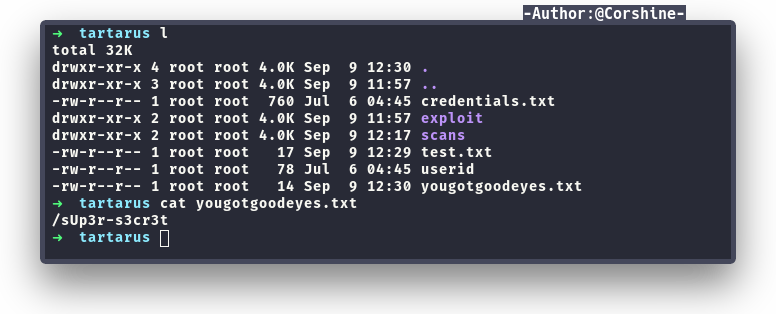 -Author:@Corshine-
➜ tartarus l
total 32K
drwxr-xr-x 4 root root 4.0K Sep  9 12:30 .
drwxr-xr-x 3 root root 4.0K Sep  9 11:57 ..
-rw-r--r-- 1 root root  760 Jul  6 04:45 credentials.txt
drwxr-xr-x 2 root root 4.0K Sep  9 11:57 exploit
drwxr-xr-x 2 root root 4.0K Sep  9 12:17 scans
-rw-r--r-- 1 root root   17 Sep  9 12:29 test.txt
-rw-r--r-- 1 root root   78 Jul  6 04:45 userid
-rw-r--r-- 1 root root   14 Sep  9 12:30 yougotgoodeyes.txt
➜ tartarus cat yougotgoodeyes.txt
/sUp3r-s3cr3t
➜ tartarus